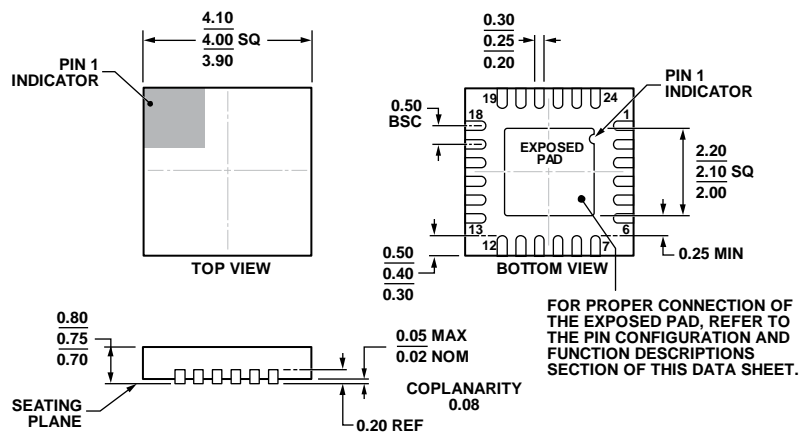 4.10
4.00 SQ
3.90
PIN 1
INDICATOR
TOP VIEW
0.30
0.25
0.20
PIN 1
INDICATOR
0.50
BSC
19
24
18
1
EXPOSED
PAD
2.20
2.10 SQ
2.00
13
6
12
7
0.50
0.40
0.30
BOTTOM VIEW
0.25 MIN
FOR PROPER CONNECTION OF
THE EXPOSED PAD, REFER TO
THE PIN CONFIGURATION AND
FUNCTION DESCRIPTIONS
SECTION OF THIS DATA SHEET.
0.80
0.75
0.70
0.05 MAX
0.02 NOM
COPLANARITY
0.08
SEATING
PLANE
0.20 REF